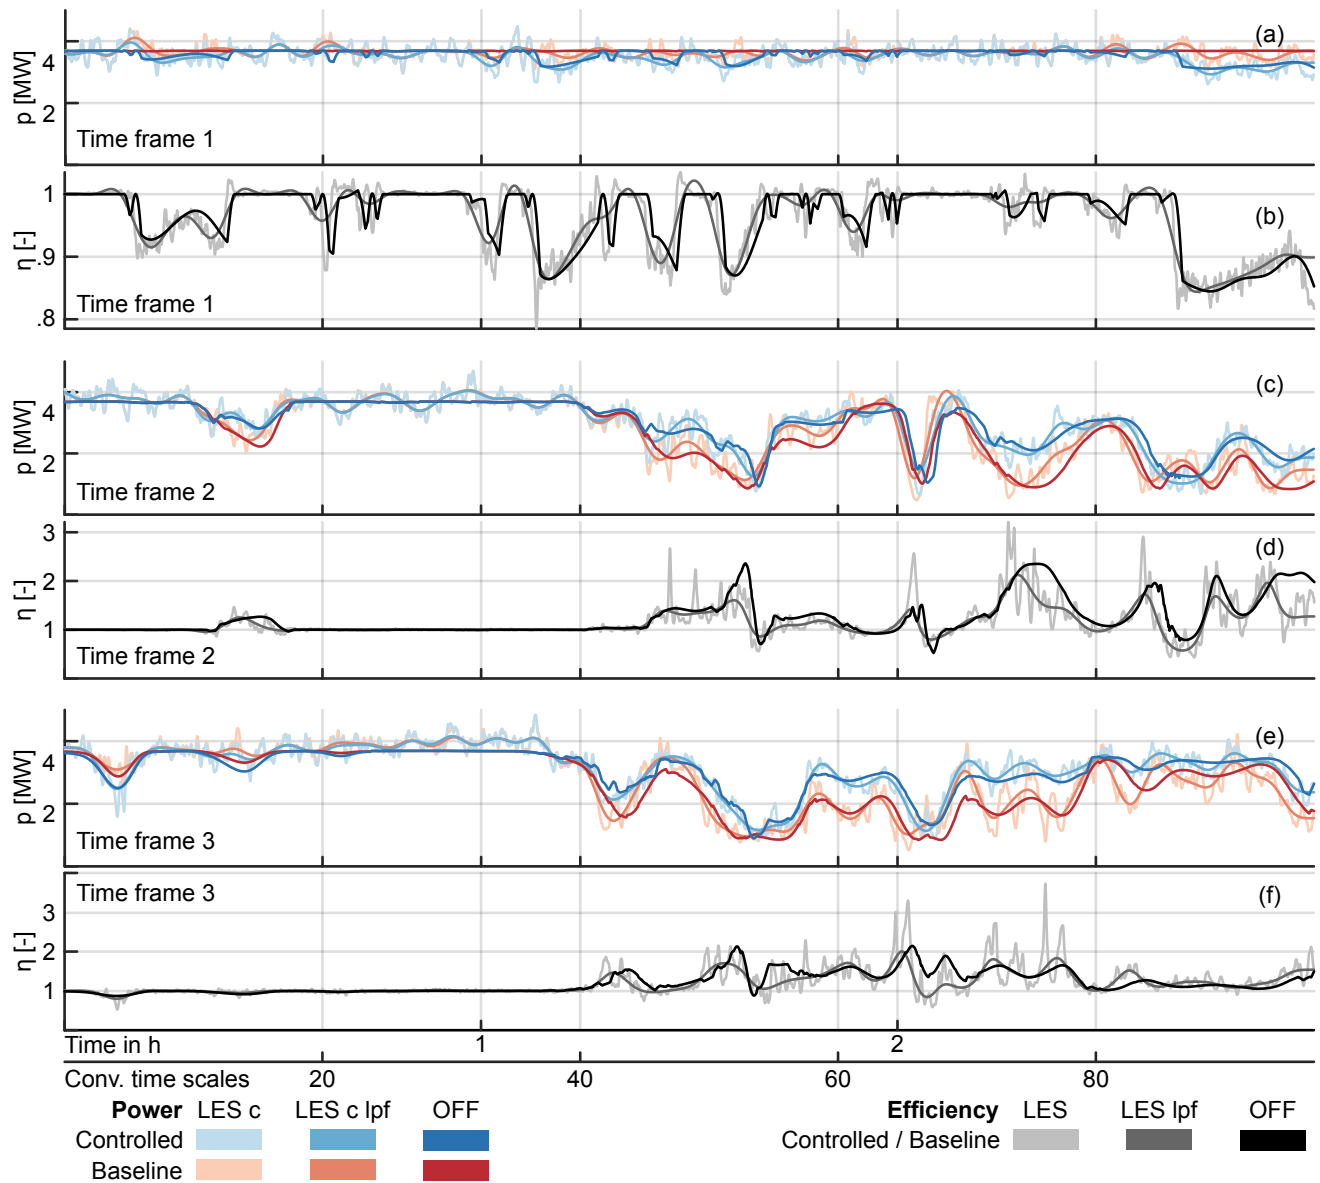 (a)
p [MW]
4
2
Time frame 1
1
(b)
η [-]
.9
Time frame 1
.8
(c)
p [MW]
4
2
Time frame 2
3
(d)
η [-]
2
1
Time frame 2
(e)
p [MW]
4
2
Time frame 3
Time frame 3
(f)
η [-]
3
2
1
Time in h 1 2
Conv. time scales 20 40 60 80
Power LES c LES c lpf OFF Efficiency LES LES lpf OFF
Controlled Controlled / Baseline
Baseline